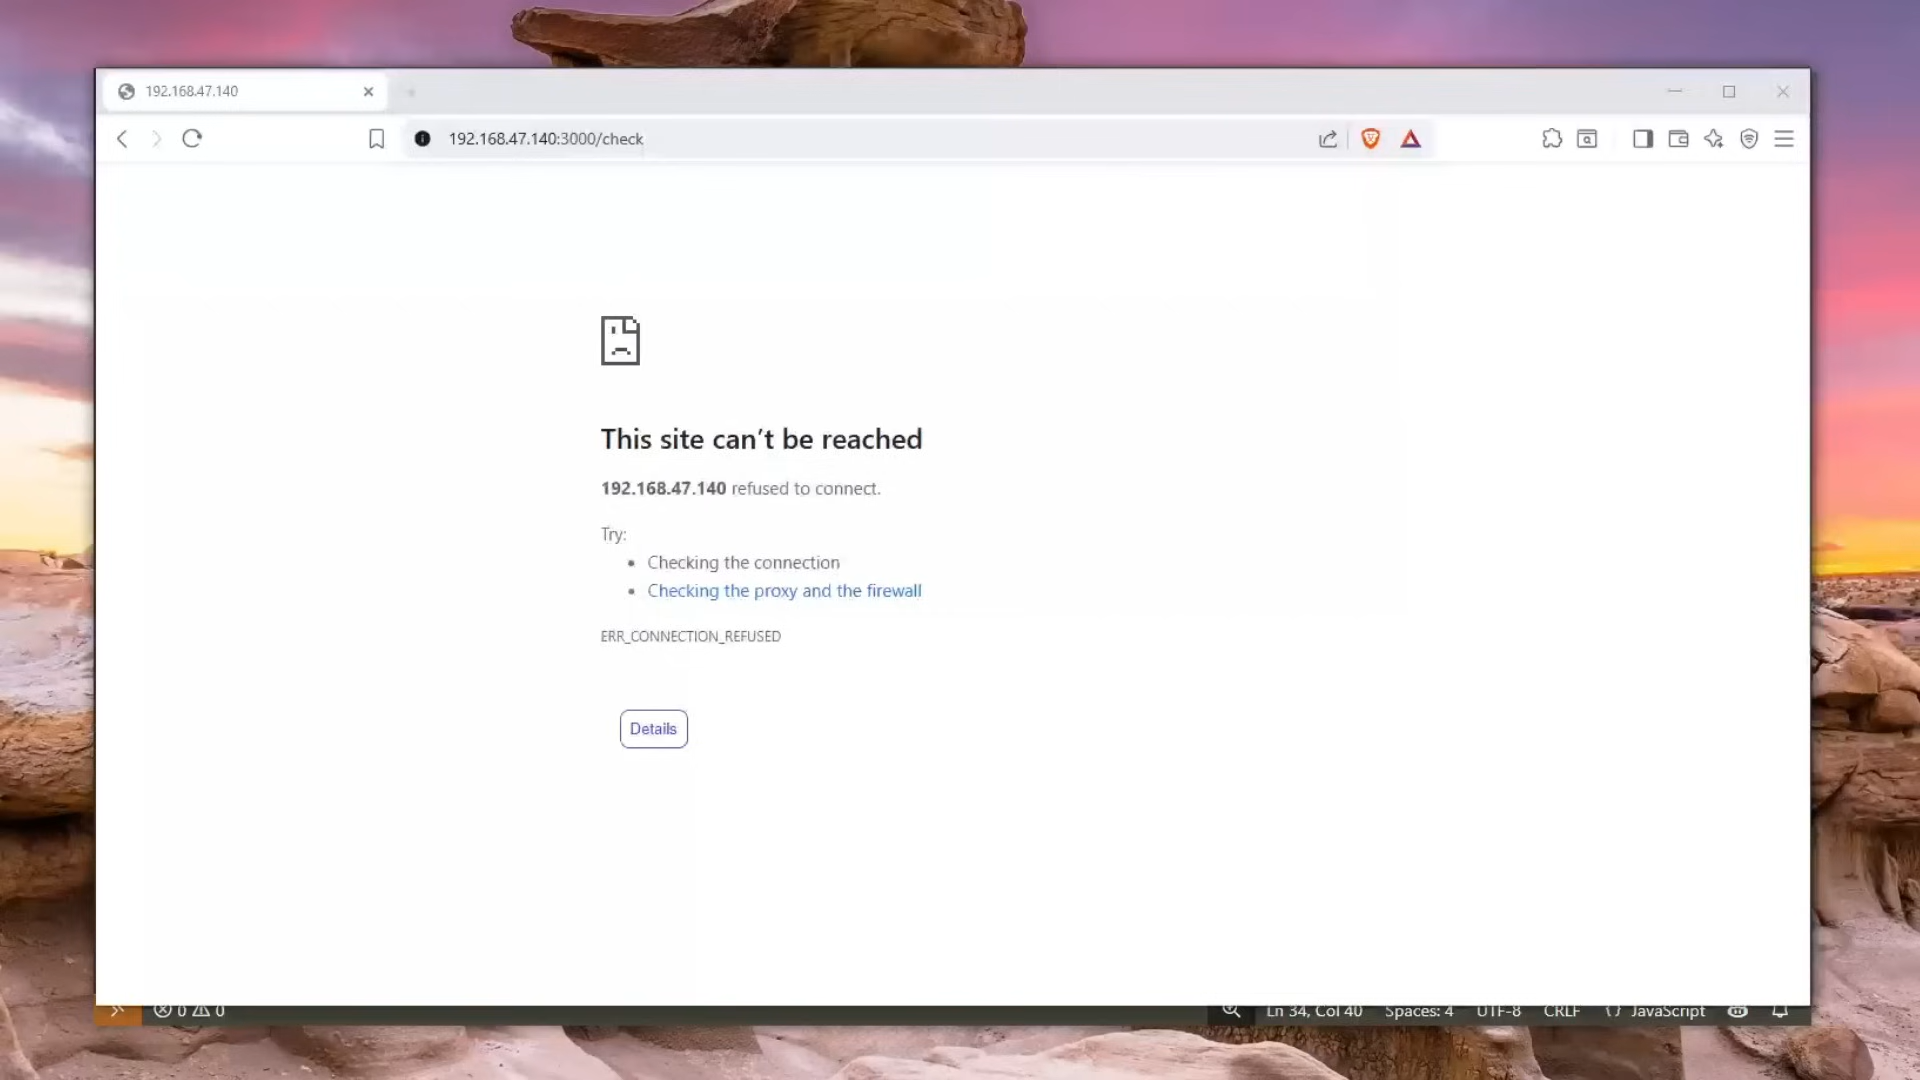 192.168.47.140
192.168.47.140:3000/check
This site can't be reached
192.168.47.140 refused to connect.
Try:
Checking the connection
Checking the proxy and the firewall
ERR_CONNECTION_REFUSED
Details
0 0 Ln 34, Col 40 Spaces: 4 UTF-8 CRLF {} JavaScript